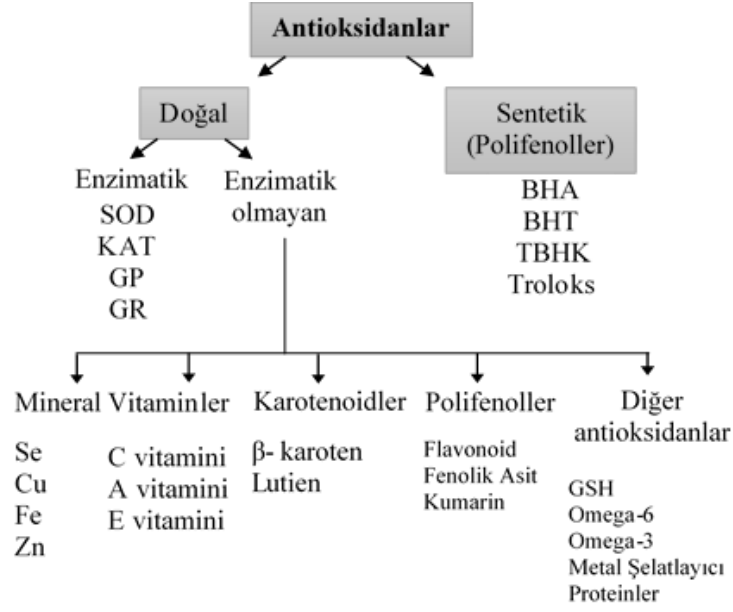 Antioksidanlar
Doğal
Sentetik
(Polifenoller)
Enzimatik
SOD
KAT
GP
GR
Enzimatik
olmayan
BHA
BHT
TBHK
Troloks
Mineral
Se
Cu
Fe
Zn
Vitaminler
C vitamini
A vitamini
E vitamini
Karotenoidler
β- karoten
Lutien
Polifenoller
Flavonoid
Fenolik Asit
Kumarin
Diğer
antioksidanlar
GSH
Omega-6
Omega-3
Metal Şelatlayıcı
Proteinler